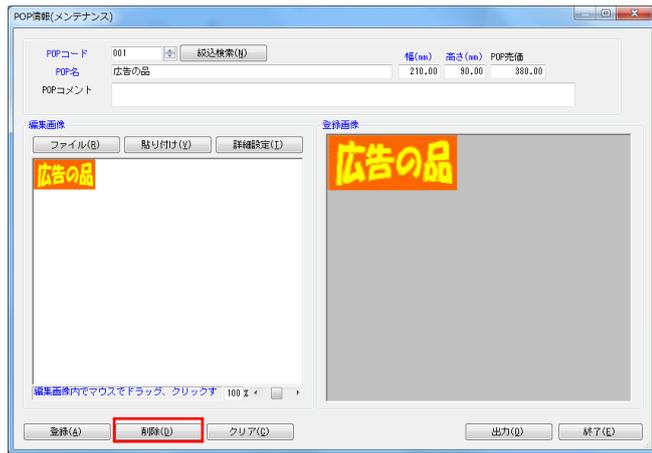 POP情報(メンテナンス)
POPコード 001 絞込検索(N)
幅(mm) 高さ(mm) POP売価
POP名 広告の品 210.00 90.00 380.00
POPコメント
編集画像 登録画像
ファイル(R) 貼り付け(V) 詳細設定(I)
広告の品
広告の品
編集画像内でマウスでドラッグ、クリックす 100 %
登録(A) 削除(D) クリア(C) 出力(O) 終了(E)